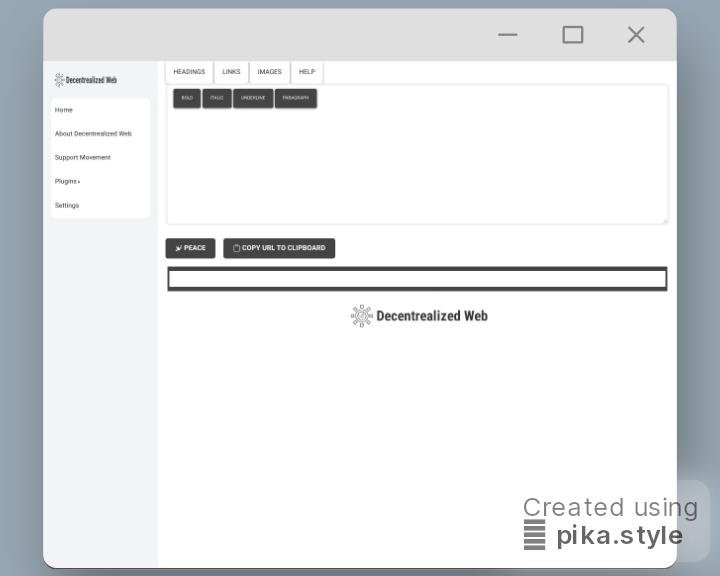 Decentrealized Web
HEADINGS LINKS IMAGES HELP
BOLD ITALIC UNDERLINE PARAGRAPH
Home
About Decentrealized Web
Support Movement
Plugins
Settings
PEACE COPY URL TO CLIPBOARD
Decentrealized Web
Created using
pika.style